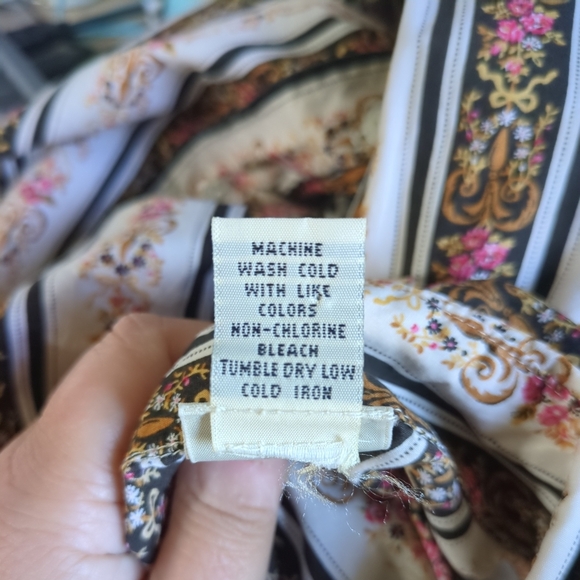 MACHINE
WASH COLD
WITH LIKE
COLORS
NON-CHLORINE
BLEACH
TUMBLE DRY LOW
COLD IRON